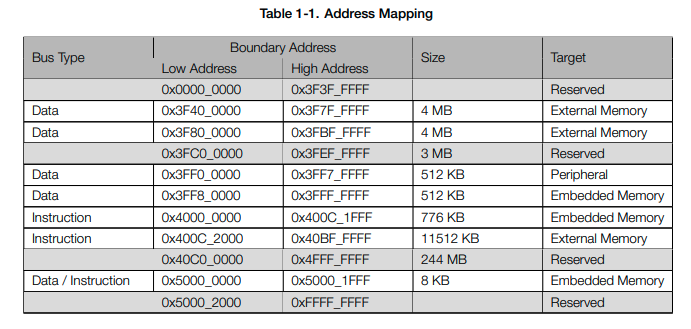 Table 1-1. Address Mapping
Bus Type Boundary Address Size Target
Low Address High Address
0x0000_0000 0x3F3F_FFFF Reserved
Data 0x3F40_0000 0x3F7F_FFFF 4 MB External Memory
Data 0x3F80_0000 0x3FBF_FFFF 4 MB External Memory
0x3FC0_0000 0x3FEF_FFFF 3 MB Reserved
Data 0x3FF0_0000 0x3FF7_FFFF 512 KB Peripheral
Data 0x3FF8_0000 0x3FFF_FFFF 512 KB Embedded Memory
Instruction 0x4000_0000 0x400C_1FFF 776 KB Embedded Memory
Instruction 0x400C_2000 0x40BF_FFFF 11512 KB External Memory
0x40C0_0000 0x4FFF_FFFF 244 MB Reserved
Data / Instruction 0x5000_0000 0x5000_1FFF 8 KB Embedded Memory
0x5000_2000 0xFFFF_FFFF Reserved